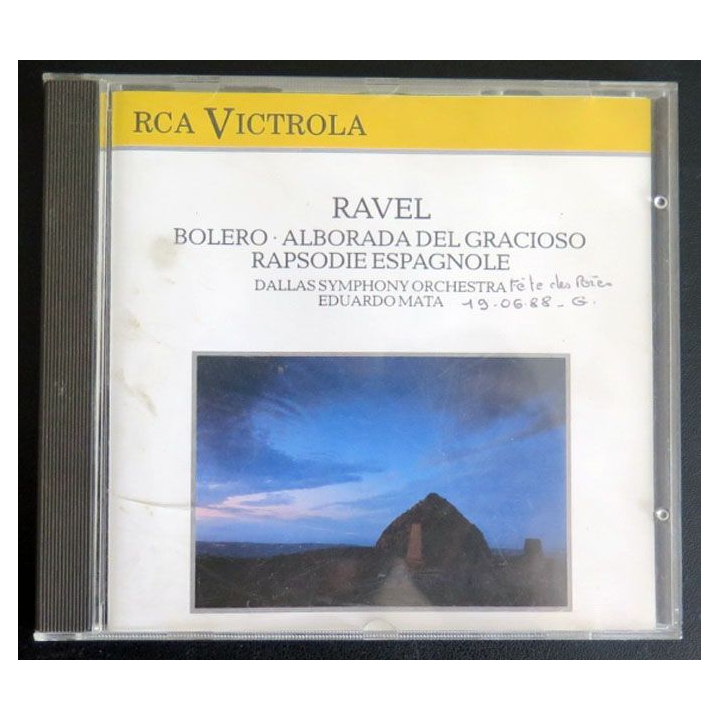 RCA VICTROLA
RAVEL
BOLERO · ALBORADA DEL GRACIOSO
RAPSODIE ESPAGNOLE
DALLAS SYMPHONY ORCHESTRA Fête des Pères
EDUARDO MATA 19.06.88 - G.